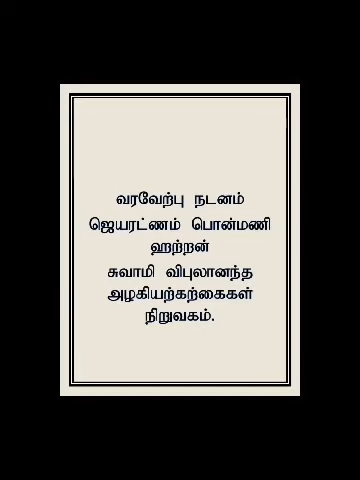 வரவேற்பு நடனம்
ஜெயரட்ணம் பொன்மணி
ஹற்றன்
சுவாமி விபுலானந்த
அழகியற்கற்கைகள்
நிறுவகம்.